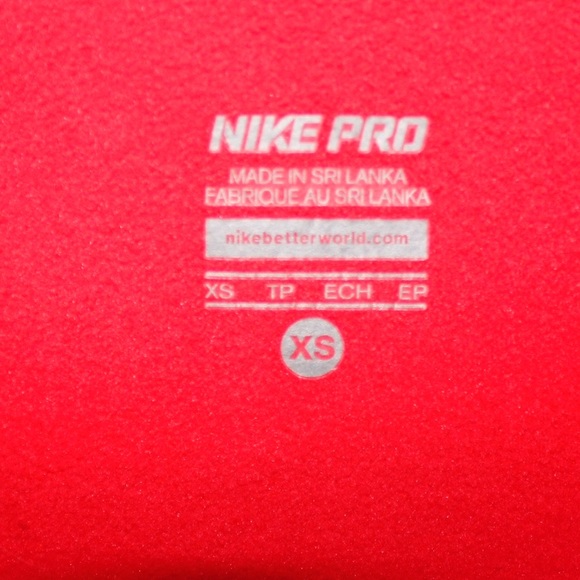 NIKE PRO
MADE IN SRI LANKA
FABRIQUE AU SRI LANKA
nikebetterworld.com
XS TP ECH EP
XS